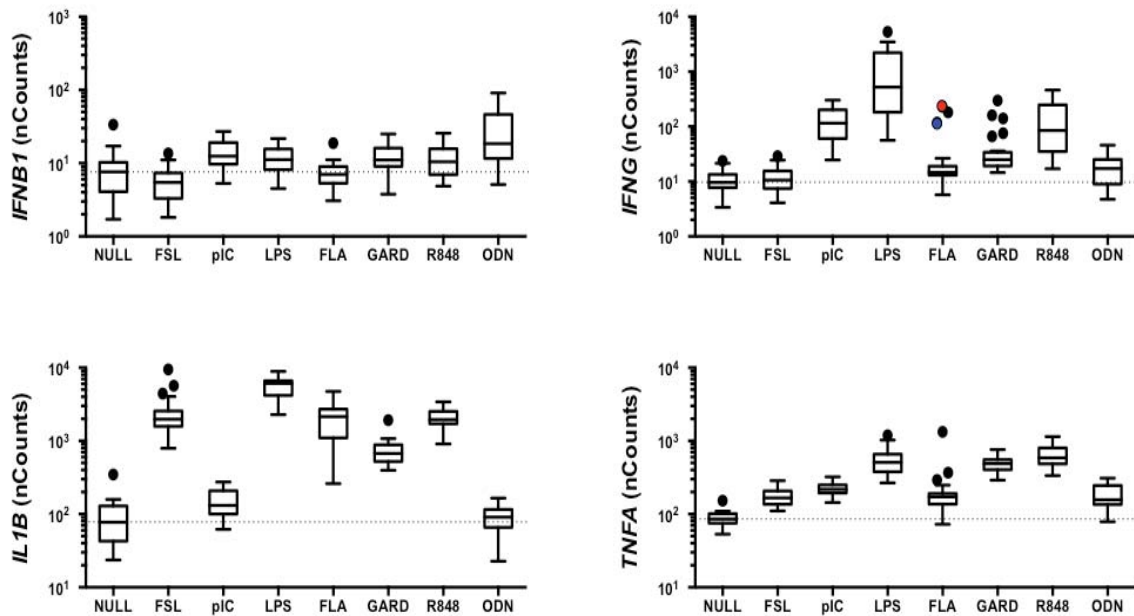 IFNB1 (nCounts)
10³
10²
10¹
10⁰
NULL FSL pIC LPS FLA GARD R848 ODN
IFNG (nCounts)
10⁴
10³
10²
10¹
10⁰
NULL FSL pIC LPS FLA GARD R848 ODN
IL1B (nCounts)
10⁴
10³
10²
10¹
NULL FSL pIC LPS FLA GARD R848 ODN
TNFA (nCounts)
10⁴
10³
10²
10¹
NULL FSL pIC LPS FLA GARD R848 ODN